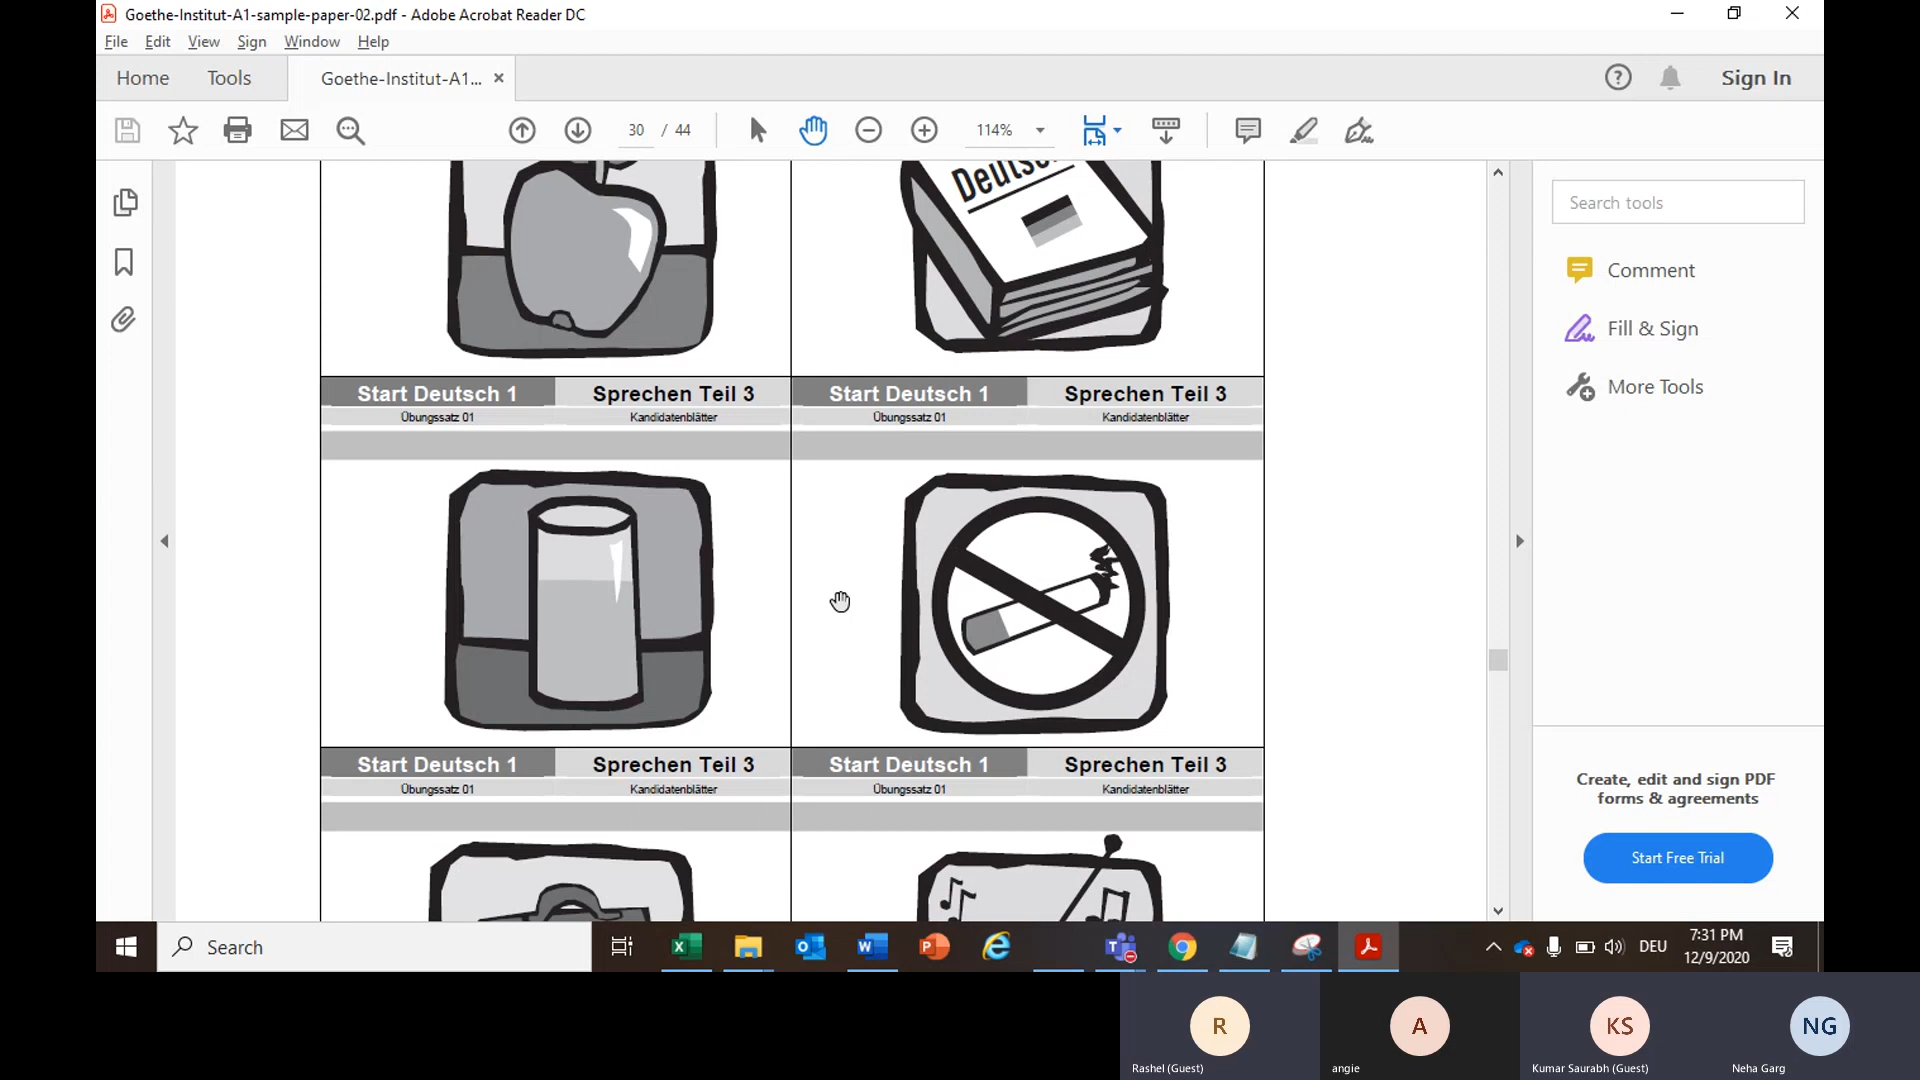 Goethe-Institut-A1-sample-paper-02.pdf - Adobe Acrobat Reader DC
File Edit View Sign Window Help
Home Tools Goethe-Institut-A1... Sign In
30 / 44 114%
Deutsc
Search tools
Comment
Fill & Sign
More Tools
Start Deutsch 1 Sprechen Teil 3 Start Deutsch 1 Sprechen Teil 3
Übungssatz 01 Kandidatenblätter Übungssatz 01 Kandidatenblätter
Start Deutsch 1 Sprechen Teil 3 Start Deutsch 1 Sprechen Teil 3
Übungssatz 01 Kandidatenblätter Übungssatz 01 Kandidatenblätter
Create, edit and sign PDF
forms & agreements
Start Free Trial
Search
DEU
7:31 PM
12/9/2020
R A KS NG
Rashel (Guest) angie Kumar Saurabh (Guest) Neha Garg